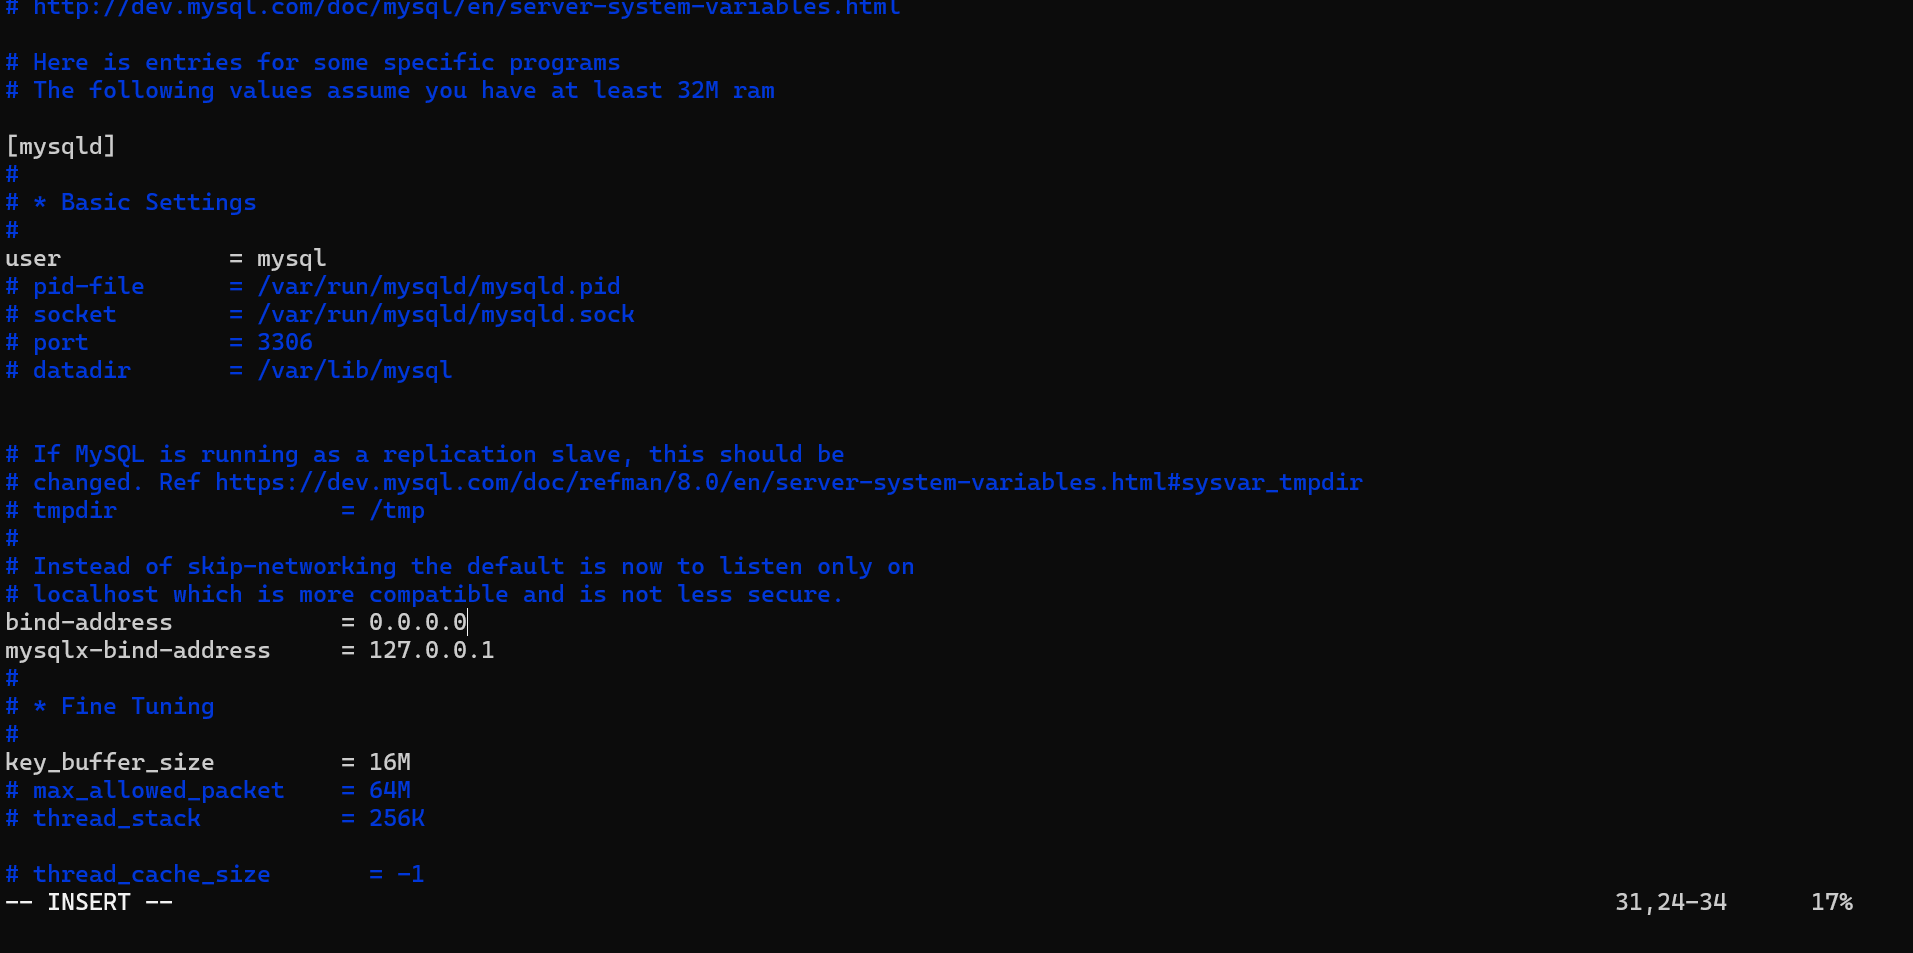 # http://dev.mysql.com/doc/mysql/en/server-system-variables.html
# Here is entries for some specific programs
# The following values assume you have at least 32M ram
[mysqld]
#
# * Basic Settings
#
user            = mysql
# pid-file      = /var/run/mysqld/mysqld.pid
# socket        = /var/run/mysqld/mysqld.sock
# port          = 3306
# datadir       = /var/lib/mysql
# If MySQL is running as a replication slave, this should be
# changed. Ref https://dev.mysql.com/doc/refman/8.0/en/server-system-variables.html#sysvar_tmpdir
# tmpdir                = /tmp
#
# Instead of skip-networking the default is now to listen only on
# localhost which is more compatible and is not less secure.
bind-address            = 0.0.0.0
mysqlx-bind-address     = 127.0.0.1
#
# * Fine Tuning
#
key_buffer_size         = 16M
# max_allowed_packet    = 64M
# thread_stack          = 256K
# thread_cache_size       = -1
-- INSERT --                                                                 31,24-34      17%